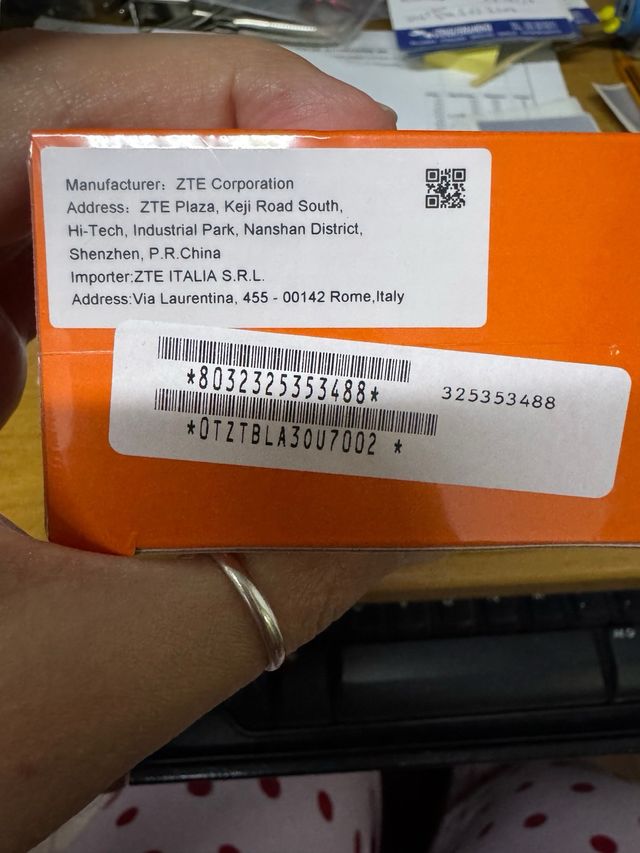 Manufacturer: ZTE Corporation
Address: ZTE Plaza, Keji Road South,
Hi-Tech, Industrial Park, Nanshan District,
Shenzhen, P.R.China
Importer:ZTE ITALIA S.R.L.
Address:Via Laurentina, 455 - 00142 Rome,Italy
*8032325353488*
325353488
*OTZTBLA30U7002 *